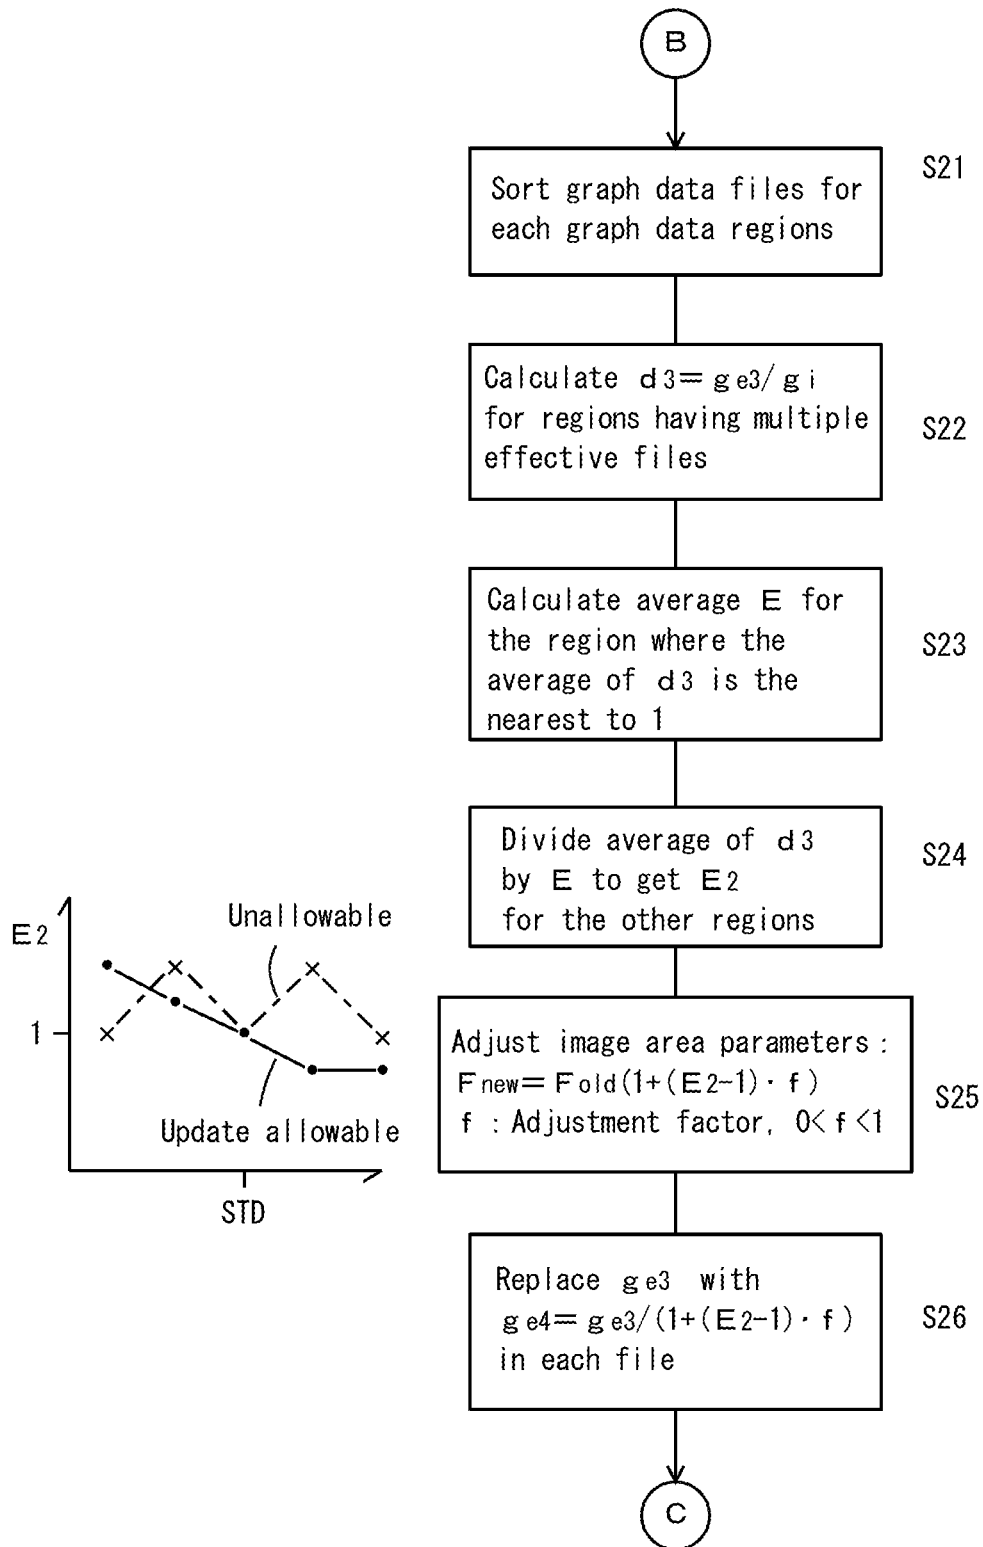 B
S21
Sort graph data files for
each graph data regions
Calculate d3=ge3/gi
for regions having multiple
effective files
S22
Calculate average E for
the region where the
average of d3 is the
nearest to 1
S23
Divide average of d3
by E to get E2
for the other regions
S24
E2
Unallowable
1
Update allowable
STD
Adjust image area parameters:
Fnew=Fold(1+(E2-1)·f)
f : Adjustment factor, 0<f<1
S25
Replace ge3 with
ge4=ge3/(1+(E2-1)·f)
in each file
S26
C